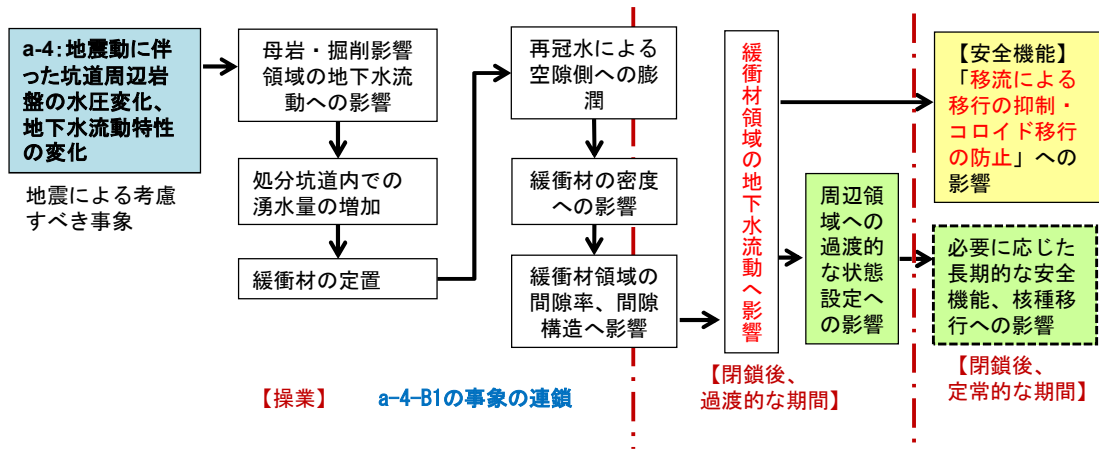 a-4:地震動に伴
った坑道周辺岩
盤の水圧変化、
地下水流動特性
の変化
地震による考慮
すべき事象
母岩・掘削影響
領域の地下水流
動への影響
処分坑道内での
湧水量の増加
緩衝材の定置
再冠水による
空隙側への膨
潤
緩衝材の密度
への影響
緩衝材領域の
間隙率、間隙
構造へ影響
緩衝材領域の地下水流動へ影響
周辺領
域への
過渡的
な状態
設定へ
の影響
【安全機能】
「移流による
移行の抑制・
コロイド移行
の防止」への
影響
必要に応じた
長期的な安全
機能、核種移
行への影響
【操業】
a-4-B1の事象の連鎖
【閉鎖後、
過渡的な期間】
【閉鎖後、
定常的な期間】